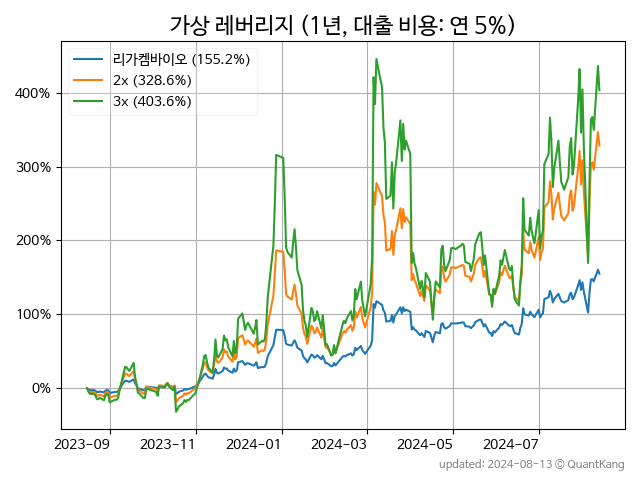 가상 레버리지 (1년, 대출 비용: 연 5%)
리가켐바이오 (155.2%)
2x (328.6%)
3x (403.6%)
400%
300%
200%
100%
0%
2023-09 2023-11 2024-01 2024-03 2024-05 2024-07
updated: 2024-08-13 © QuantKang